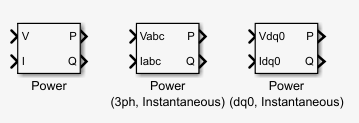 V P
I Q
Power
Vabc P
Iabc Q
Power
(3ph, Instantaneous)
Vdq0 P
Idq0 Q
Power
(dq0, Instantaneous)